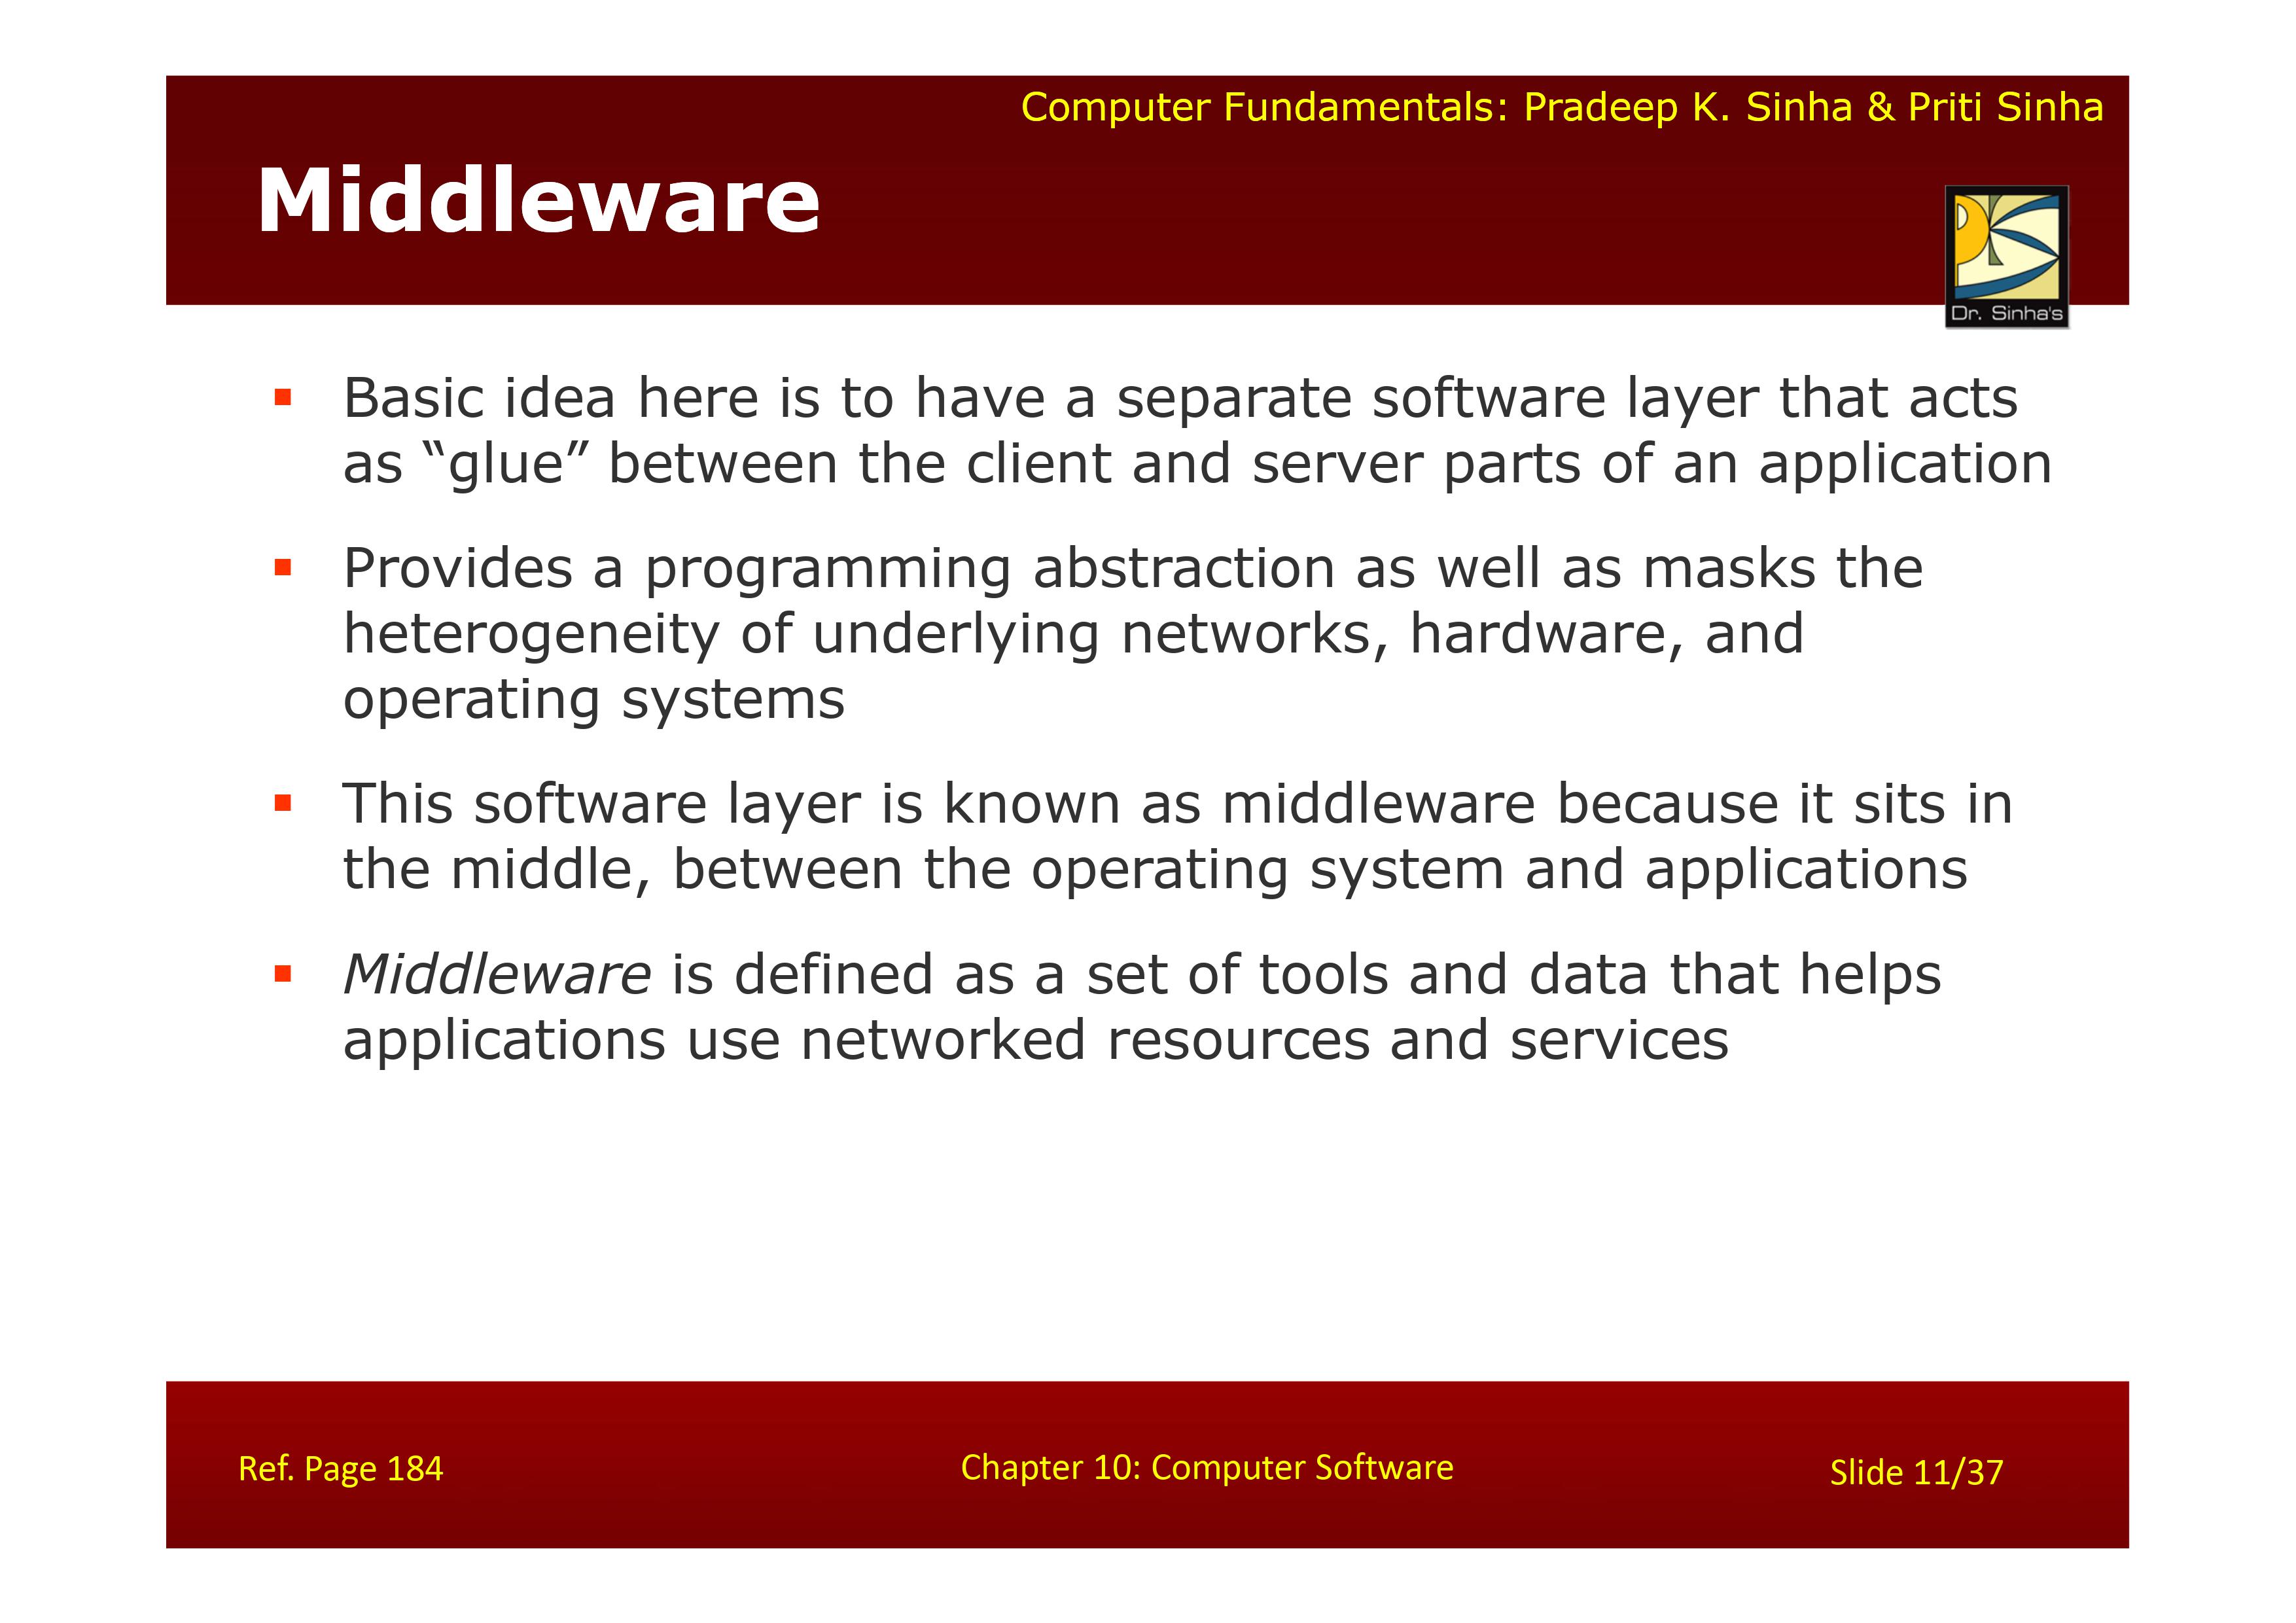 Computer Fundamentals: Pradeep K. Sinha & Priti Sinha
Middleware
Dr. Sinha's
▪ Basic idea here is to have a separate software layer that acts
as “glue” between the client and server parts of an application
▪ Provides a programming abstraction as well as masks the
heterogeneity of underlying networks, hardware, and
operating systems
▪ This software layer is known as middleware because it sits in
the middle, between the operating system and applications
▪ Middleware is defined as a set of tools and data that helps
applications use networked resources and services
Ref. Page 184
Chapter 10: Computer Software
Slide 11/37